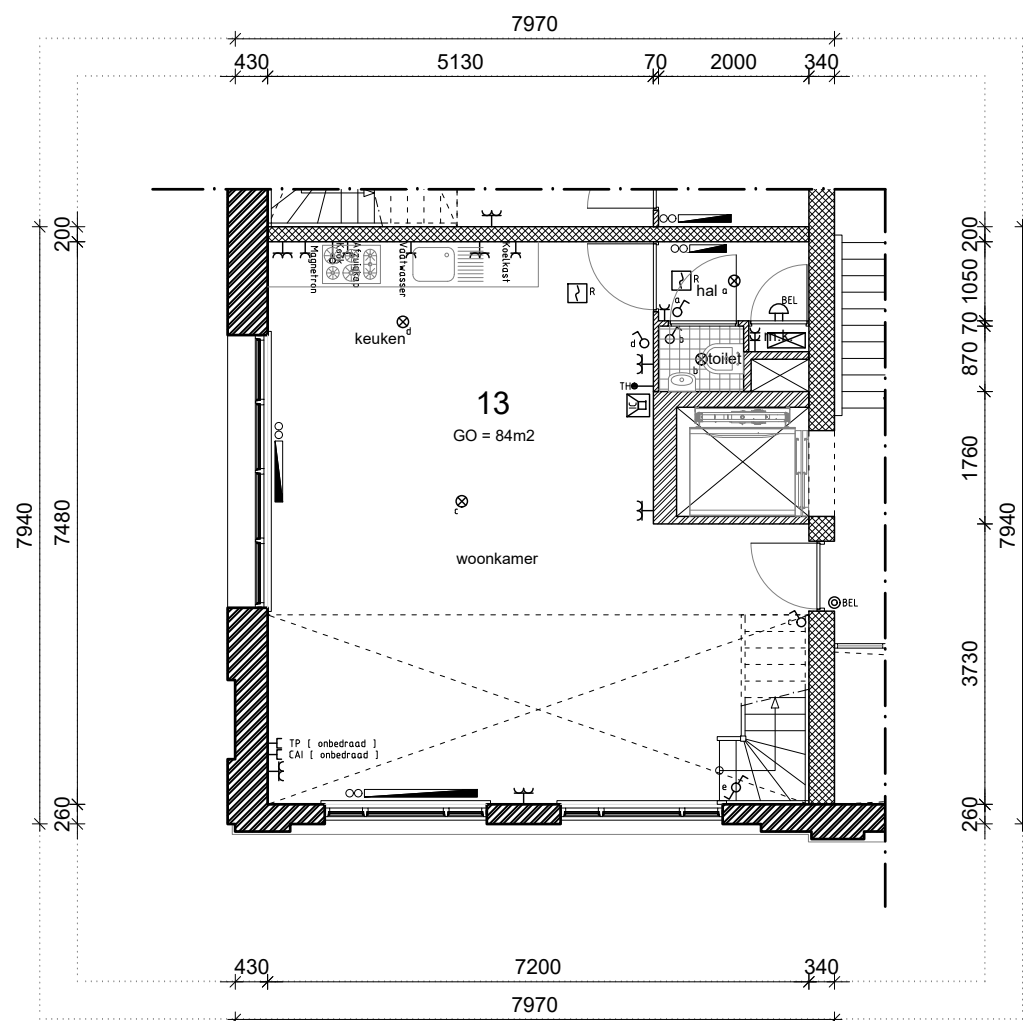 7970
430 5130 70 2000 340
200
200
Magnetron
Kook
Afzuigkap
Vaatwasser
Koelkast
R
R
hal
a
a
1050
BEL
70
d
keuken
d
b
m.k.
toilet
b
870
TH
13
GO = 84m2
1760
c
7940
7480
7940
woonkamer
BEL
c
3730
TP [ onbedraad ]
CAI [ onbedraad ]
e
260
260
430 7200 340
7970